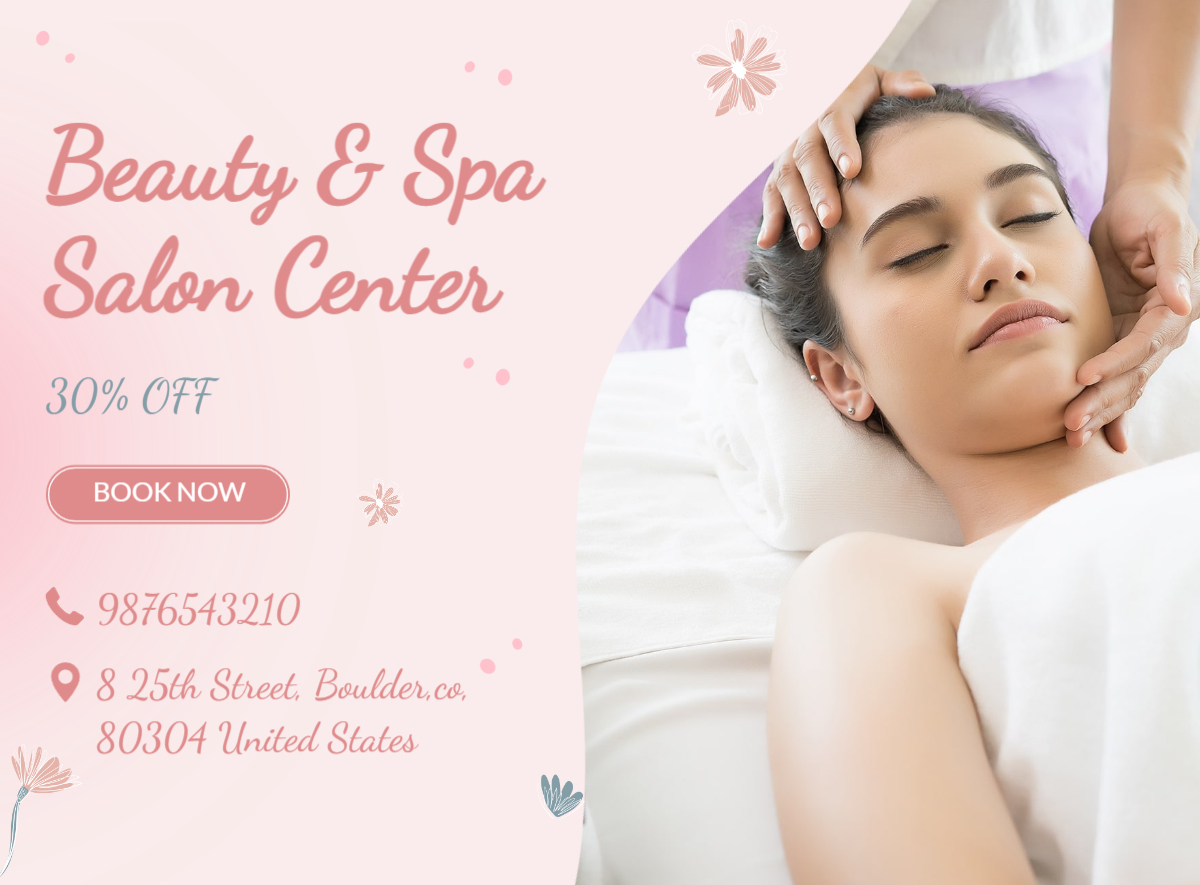 Beauty & Spa
Salon Center
30% OFF
BOOK NOW
9876543210
8 25th Street, Boulder,co,
80304 United States